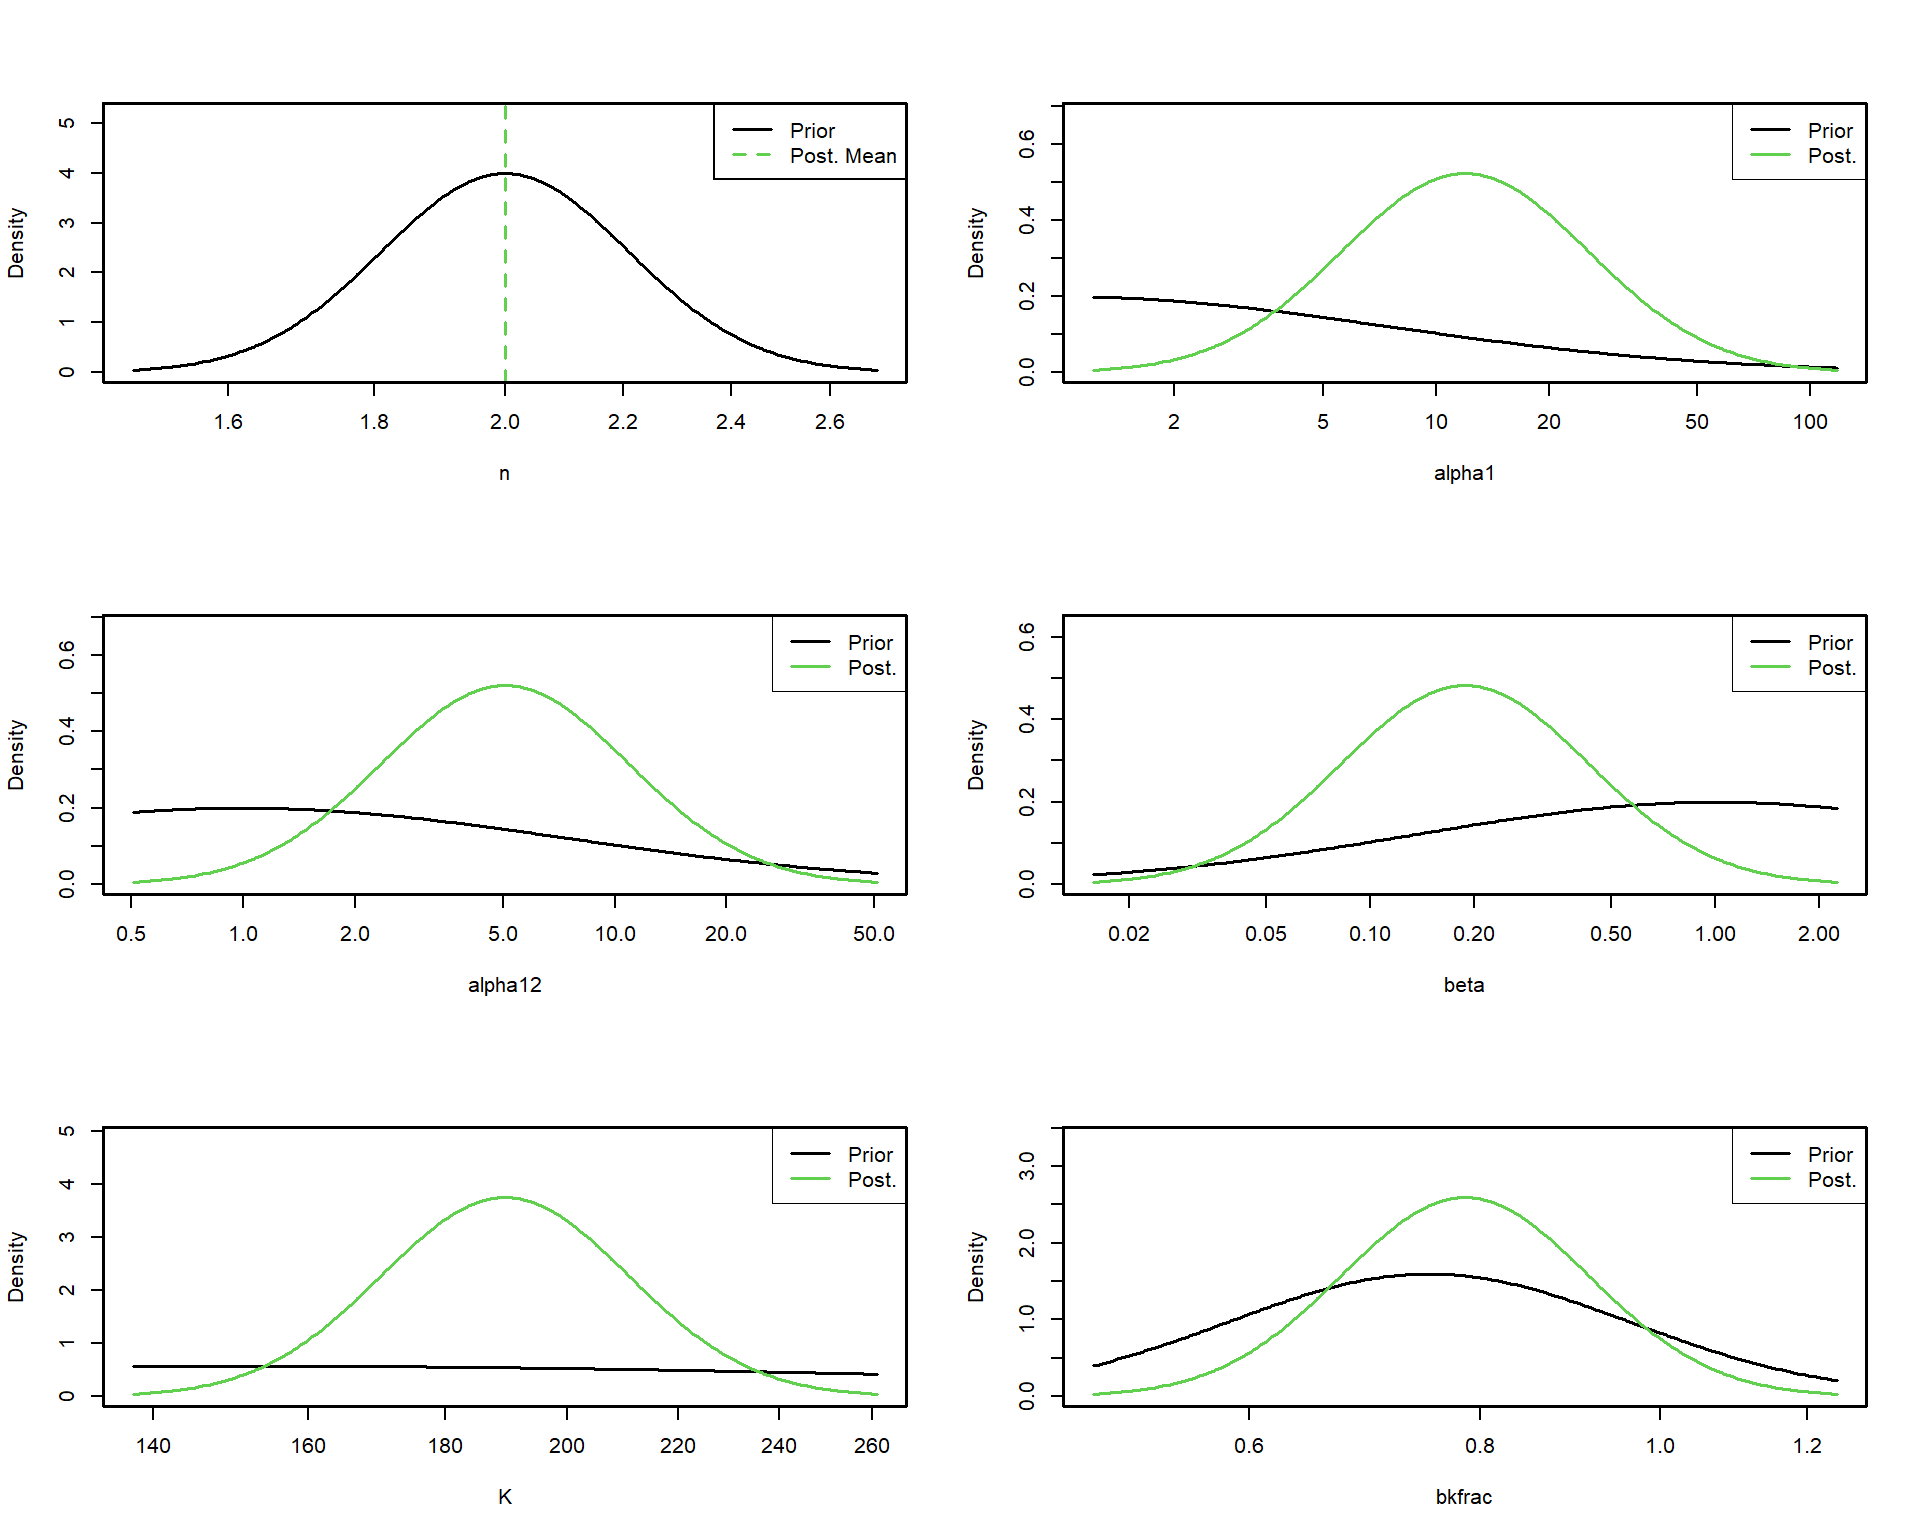 Density
5
4
3
2
1
0
Prior
Post. Mean
1.6 1.8 2.0 2.2 2.4 2.6
n
Density
0.6
0.4
0.2
0.0
Prior
Post.
2 5 10 20 50 100
alpha1
Density
0.6
0.4
0.2
0.0
Prior
Post.
0.5 1.0 2.0 5.0 10.0 20.0 50.0
alpha12
Density
0.6
0.4
0.2
0.0
Prior
Post.
0.02 0.05 0.10 0.20 0.50 1.00 2.00
beta
Density
5
4
3
2
1
0
Prior
Post.
140 160 180 200 220 240 260
K
Density
3.0
2.0
1.0
0.0
Prior
Post.
0.6 0.8 1.0 1.2
bkfrac